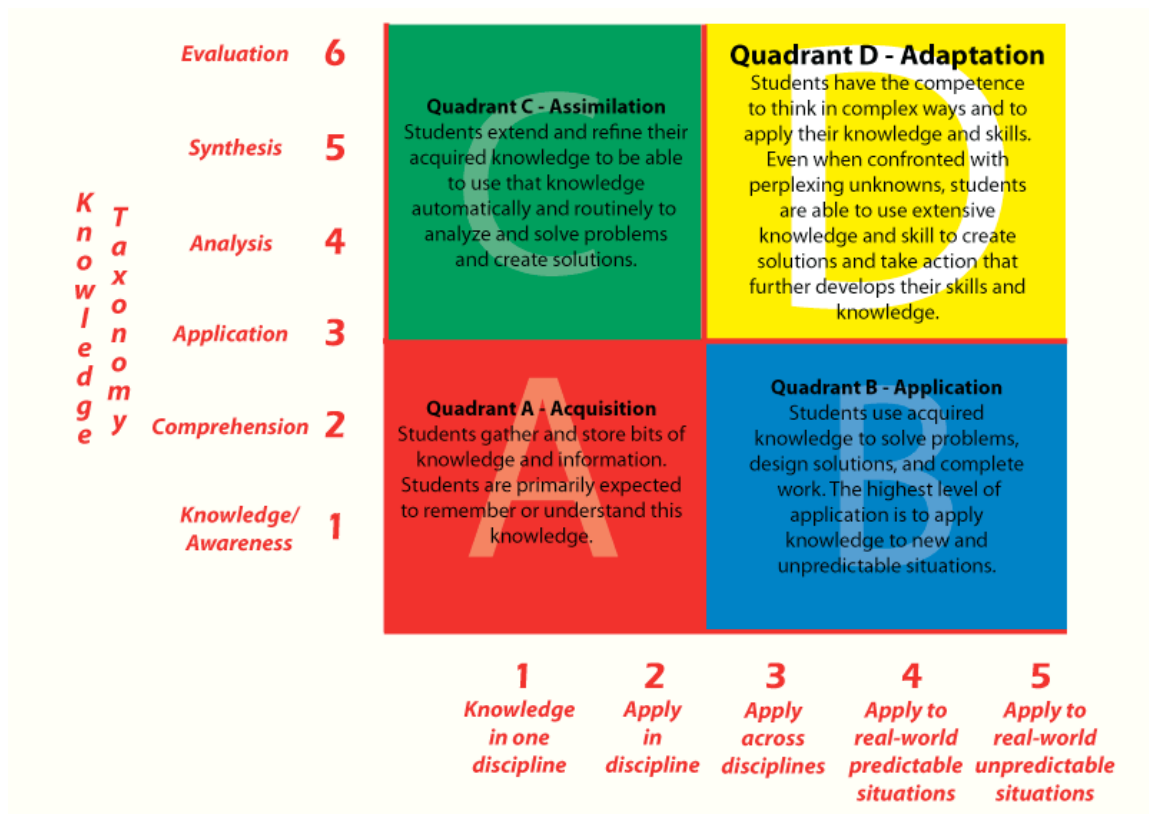 Knowledge
Taxonomy
Evaluation 6
Synthesis 5
Analysis 4
Application 3
Comprehension 2
Knowledge/
Awareness 1
C
Quadrant C - Assimilation
Students extend and refine their
acquired knowledge to be able
to use that knowledge
automatically and routinely to
analyze and solve problems
and create solutions.
D
Quadrant D - Adaptation
Students have the competence
to think in complex ways and to
apply their knowledge and skills.
Even when confronted with
perplexing unknowns, students
are able to use extensive
knowledge and skill to create
solutions and take action that
further develops their skills and
knowledge.
A
Quadrant A - Acquisition
Students gather and store bits of
knowledge and information.
Students are primarily expected
to remember or understand this
knowledge.
B
Quadrant B - Application
Students use acquired
knowledge to solve problems,
design solutions, and complete
work. The highest level of
application is to apply
knowledge to new and
unpredictable situations.
1
Knowledge
in one
discipline
2
Apply
in
discipline
3
Apply
across
disciplines
4
Apply to
real-world
predictable
situations
5
Apply to
real-world
unpredictable
situations